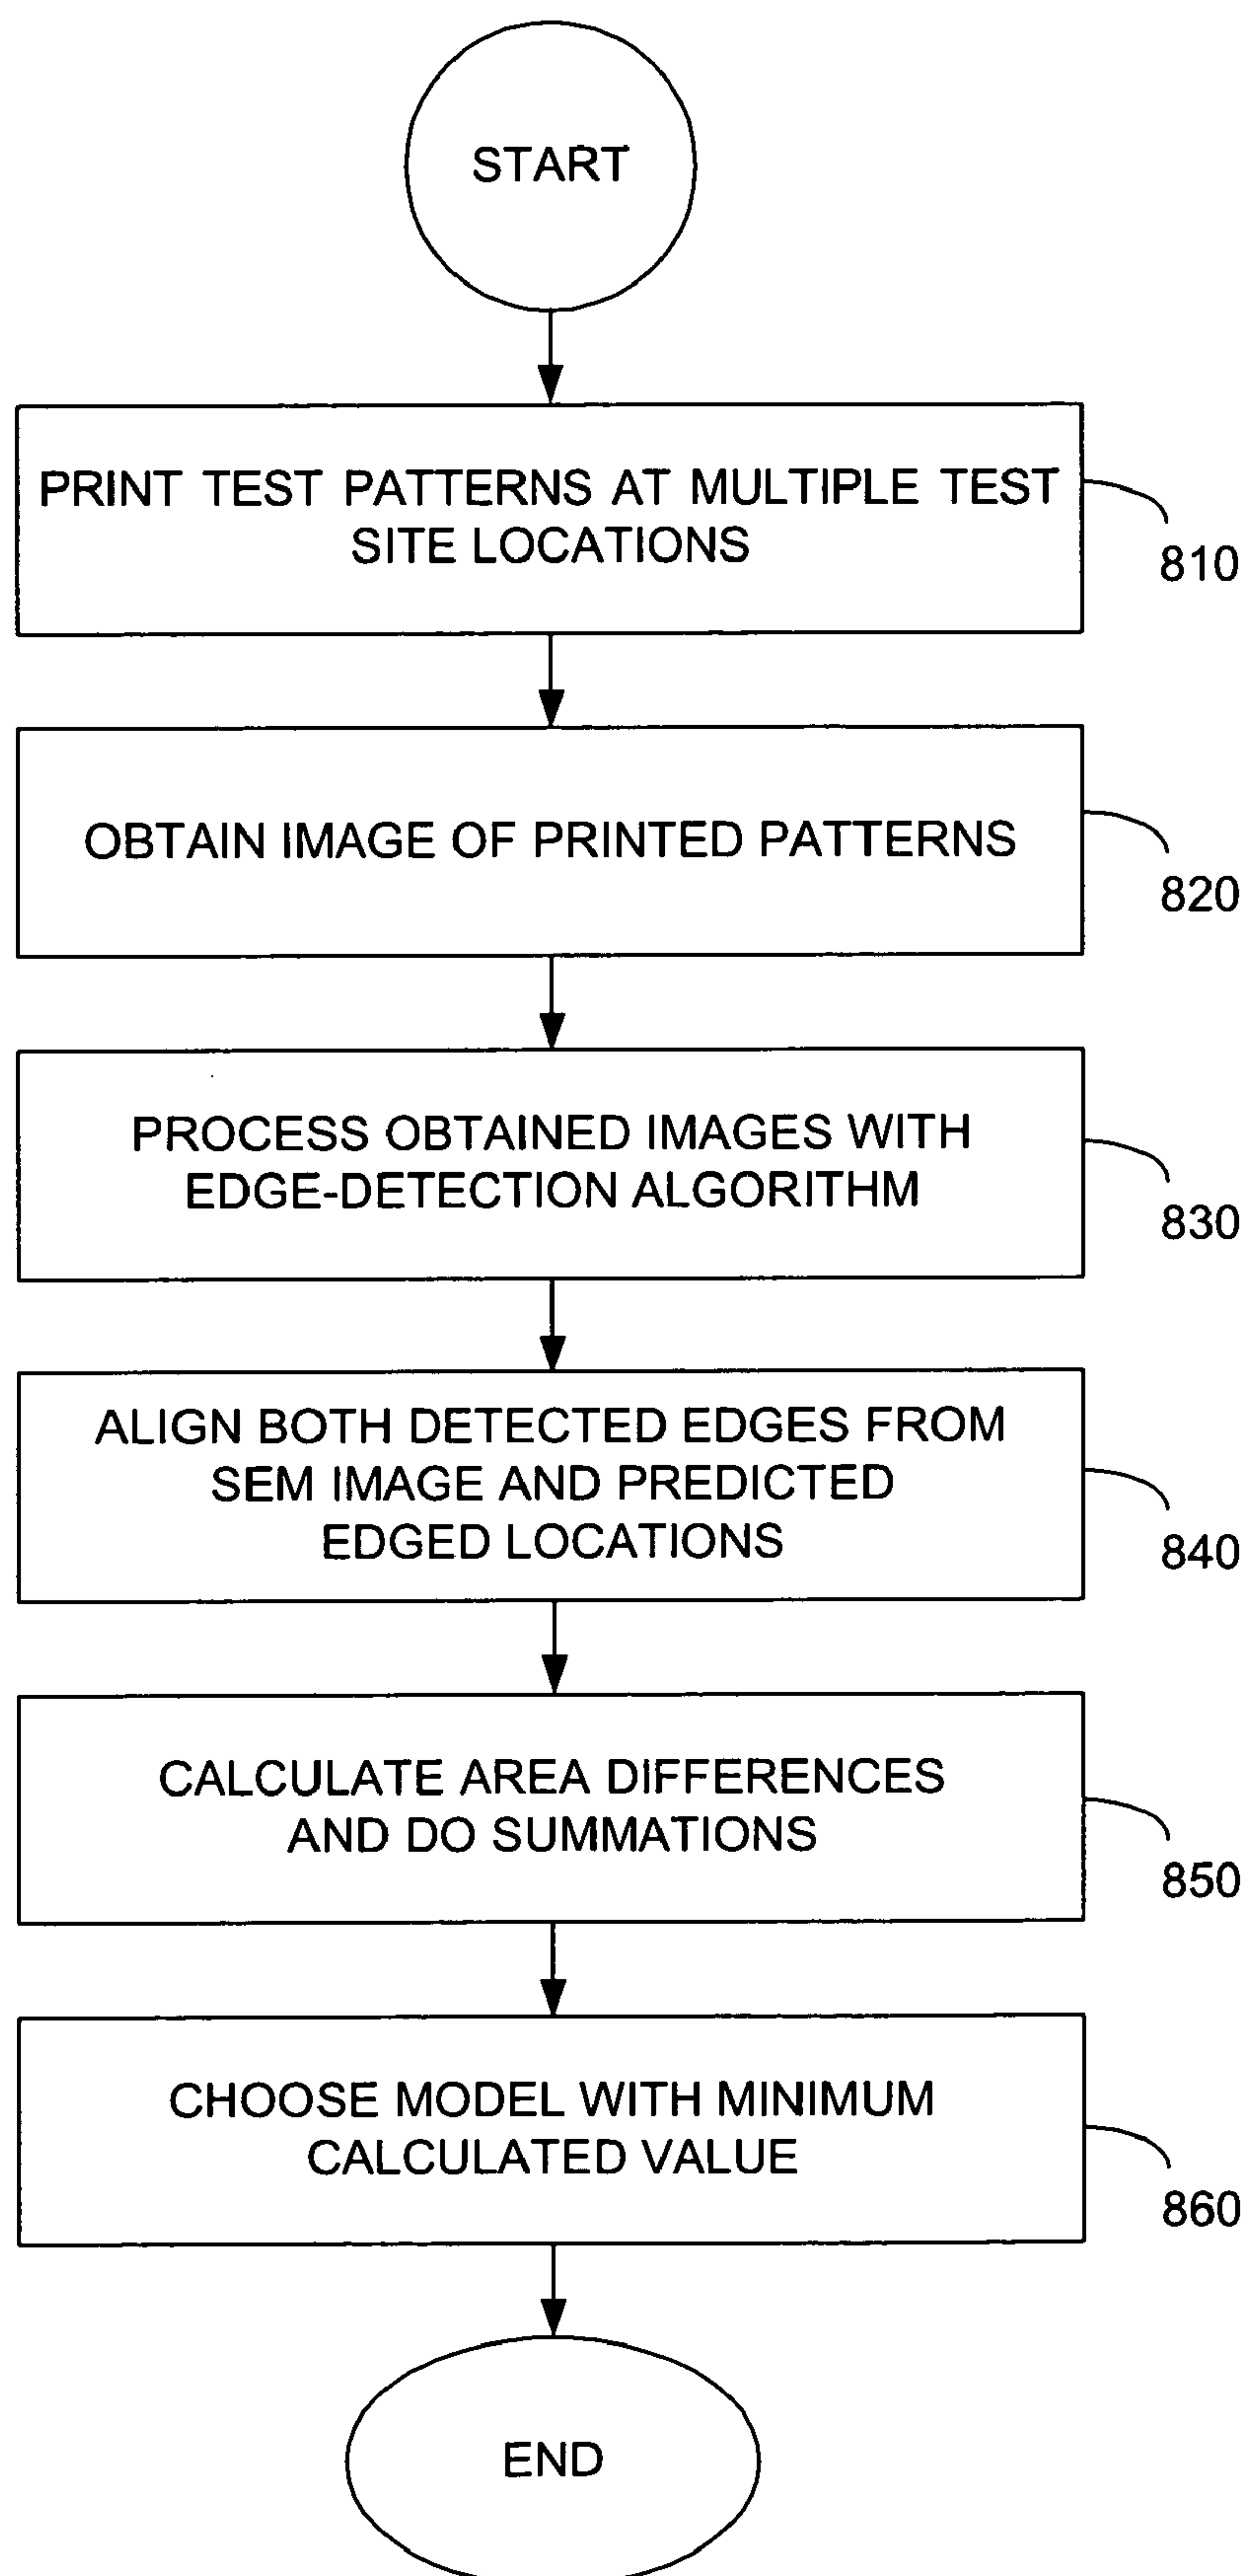 START
PRINT TEST PATTERNS AT MULTIPLE TEST
SITE LOCATIONS
810
OBTAIN IMAGE OF PRINTED PATTERNS
820
PROCESS OBTAINED IMAGES WITH
EDGE-DETECTION ALGORITHM
830
ALIGN BOTH DETECTED EDGES FROM
SEM IMAGE AND PREDICTED
EDGED LOCATIONS
840
CALCULATE AREA DIFFERENCES
AND DO SUMMATIONS
850
CHOOSE MODEL WITH MINIMUM
CALCULATED VALUE
860
END